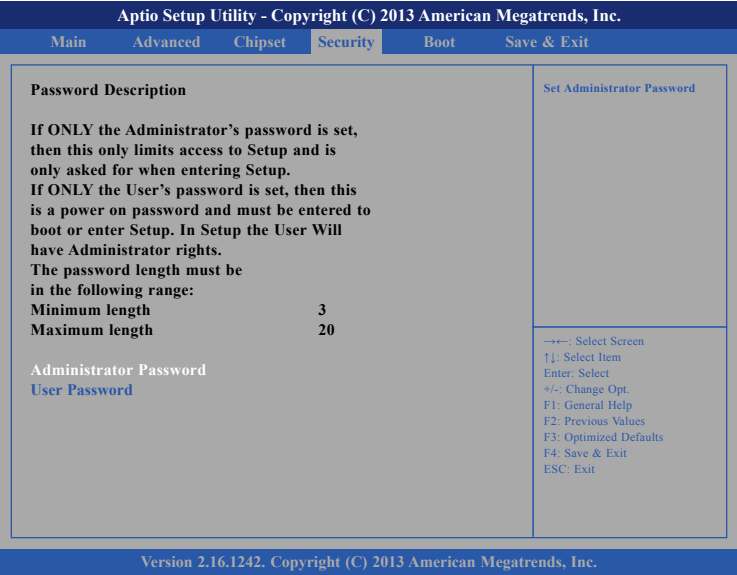 Aptio Setup Utility - Copyright (C) 2013 American Megatrends, Inc.
Main Advanced Chipset Security Boot Save & Exit
Password Description
If ONLY the Administrator's password is set,
then this only limits access to Setup and is
only asked for when entering Setup.
If ONLY the User's password is set, then this
is a power on password and must be entered to
boot or enter Setup. In Setup the User Will
have Administrator rights.
The password length must be
in the following range:
Minimum length 3
Maximum length 20
Administrator Password
User Password
Set Administrator Password
→←: Select Screen
↑↓: Select Item
Enter: Select
+/-: Change Opt.
F1: General Help
F2: Previous Values
F3: Optimized Defaults
F4: Save & Exit
ESC: Exit
Version 2.16.1242. Copyright (C) 2013 American Megatrends, Inc.